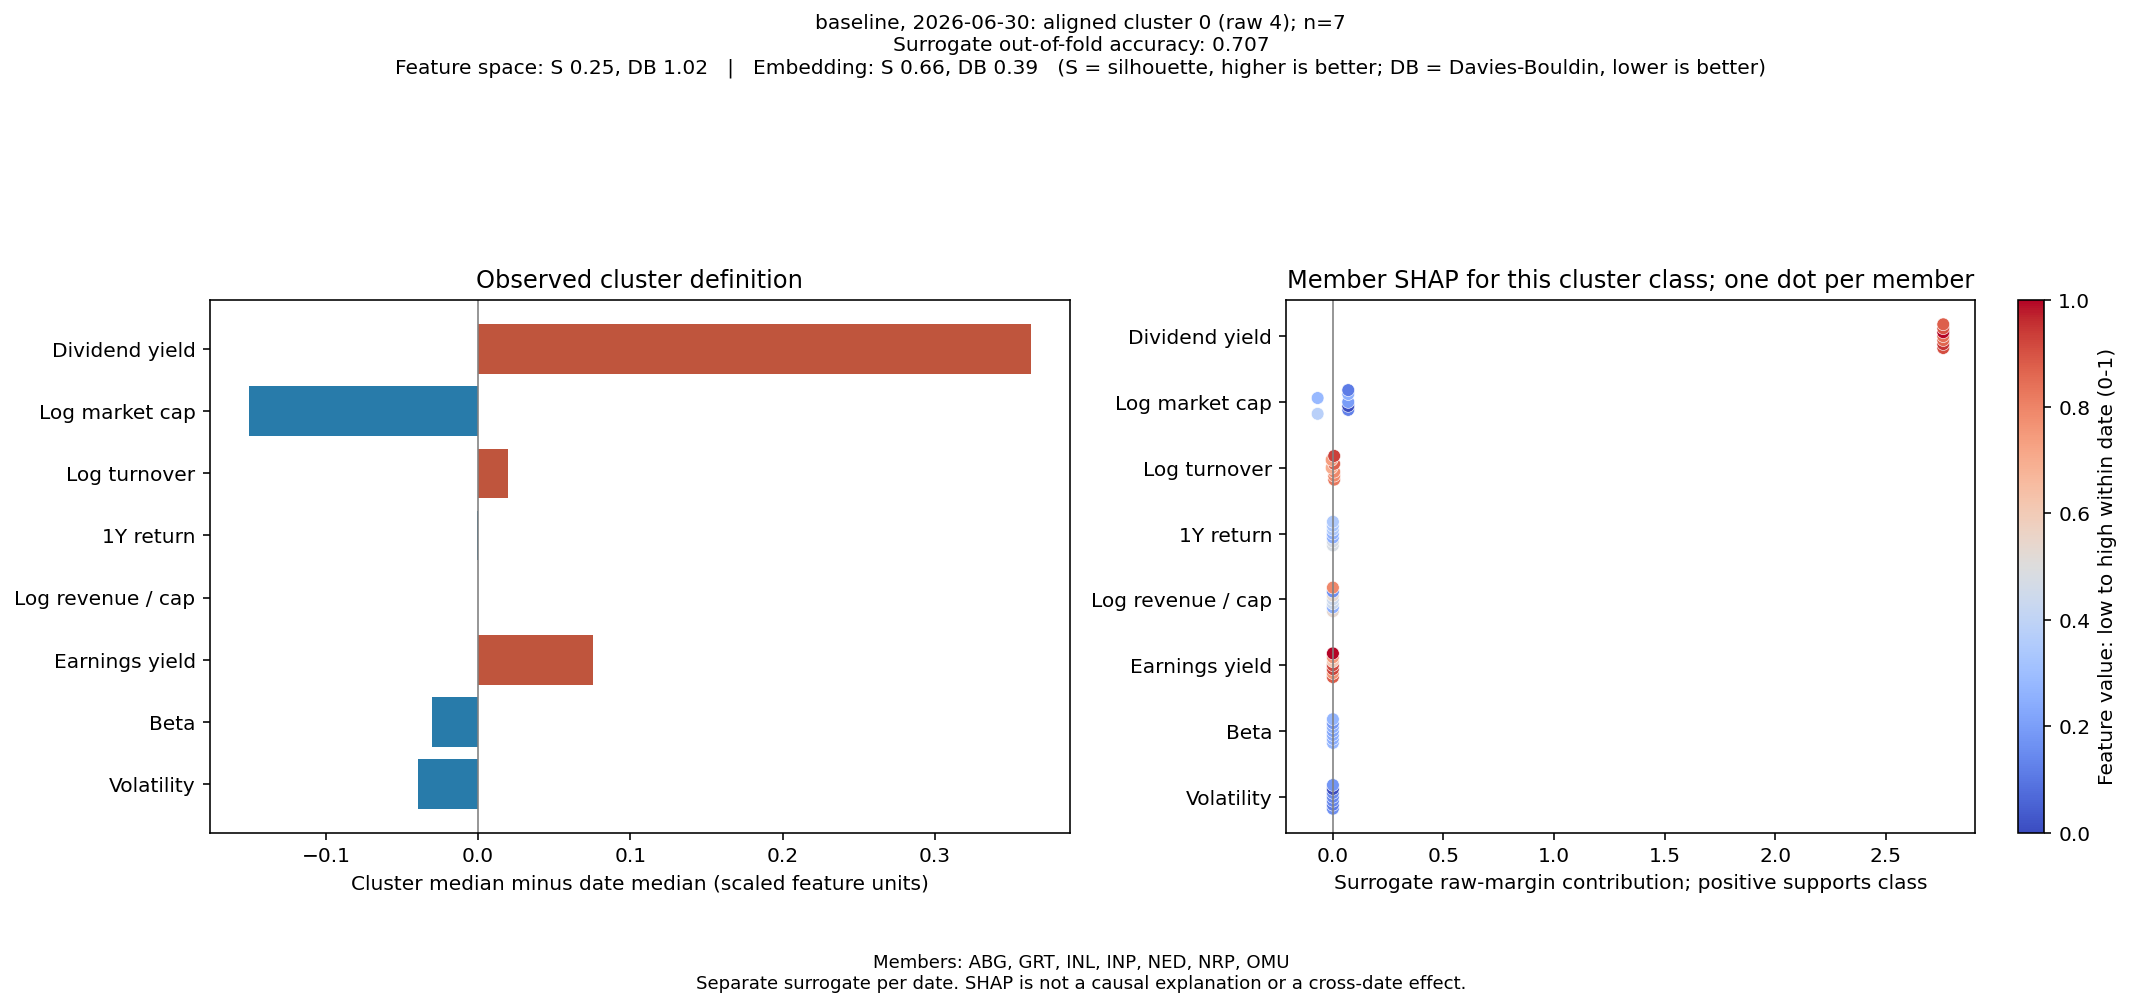 baseline, 2026-06-30: aligned cluster 0 (raw 4); n=7
Surrogate out-of-fold accuracy: 0.707
Feature space: S 0.25, DB 1.02   |   Embedding: S 0.66, DB 0.39   (S = silhouette, higher is better; DB = Davies-Bouldin, lower is better)
Observed cluster definition
Dividend yield
Log market cap
Log turnover
1Y return
Log revenue / cap
Earnings yield
Beta
Volatility
−0.1 0.0 0.1 0.2 0.3
Cluster median minus date median (scaled feature units)
Member SHAP for this cluster class; one dot per member
Dividend yield
Log market cap
Log turnover
1Y return
Log revenue / cap
Earnings yield
Beta
Volatility
0.0 0.5 1.0 1.5 2.0 2.5
Surrogate raw-margin contribution; positive supports class
1.0
0.8
0.6
0.4
0.2
0.0
Feature value: low to high within date (0-1)
Members: ABG, GRT, INL, INP, NED, NRP, OMU
Separate surrogate per date. SHAP is not a causal explanation or a cross-date effect.